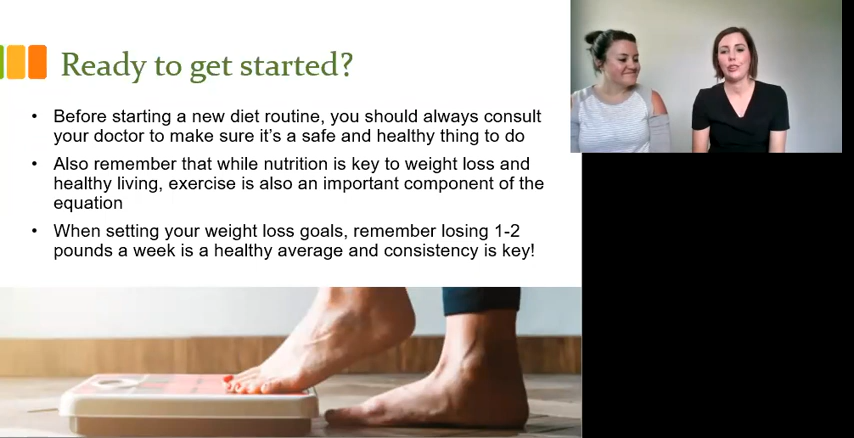 Ready to get started?
• Before starting a new diet routine, you should always consult
your doctor to make sure it's a safe and healthy thing to do
• Also remember that while nutrition is key to weight loss and
healthy living, exercise is also an important component of the
equation
• When setting your weight loss goals, remember losing 1-2
pounds a week is a healthy average and consistency is key!